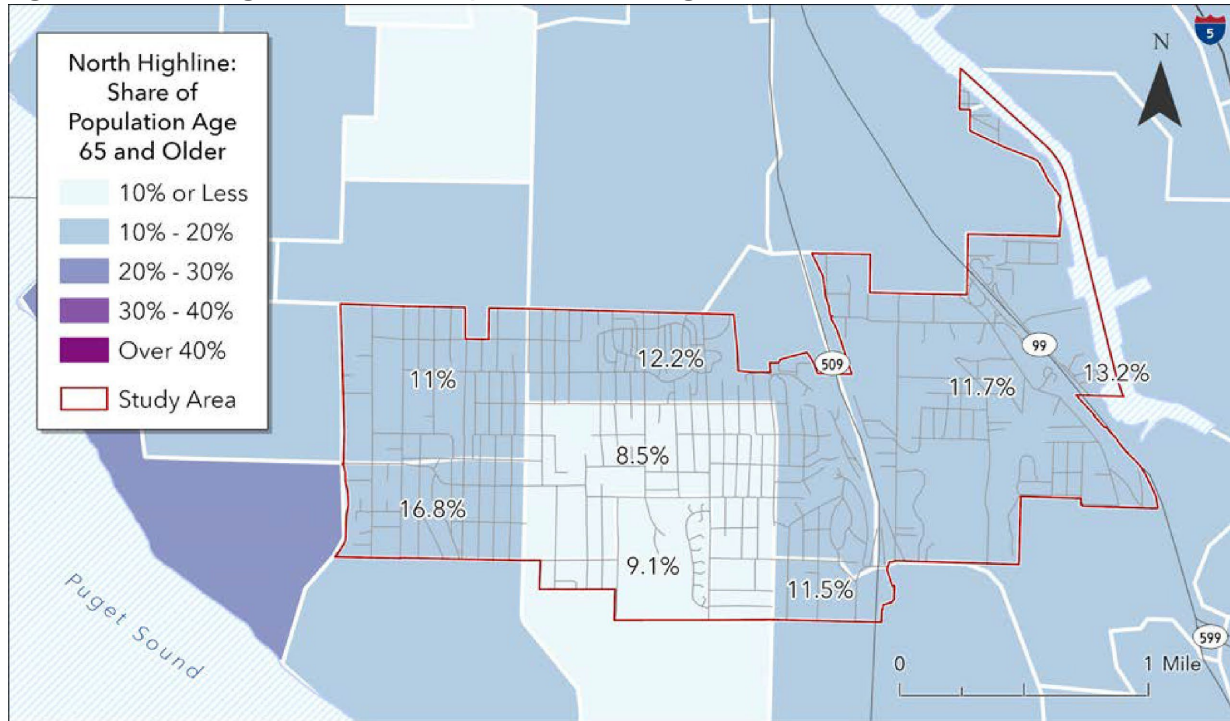 North Highline:
Share of
Population Age
65 and Older
10% or Less
10% - 20%
20% - 30%
30% - 40%
Over 40%
Study Area
5
N
509
99
13.2%
12.2%
11%
11.7%
8.5%
16.8%
9.1%
11.5%
Puget Sound
599
0
1 Mile